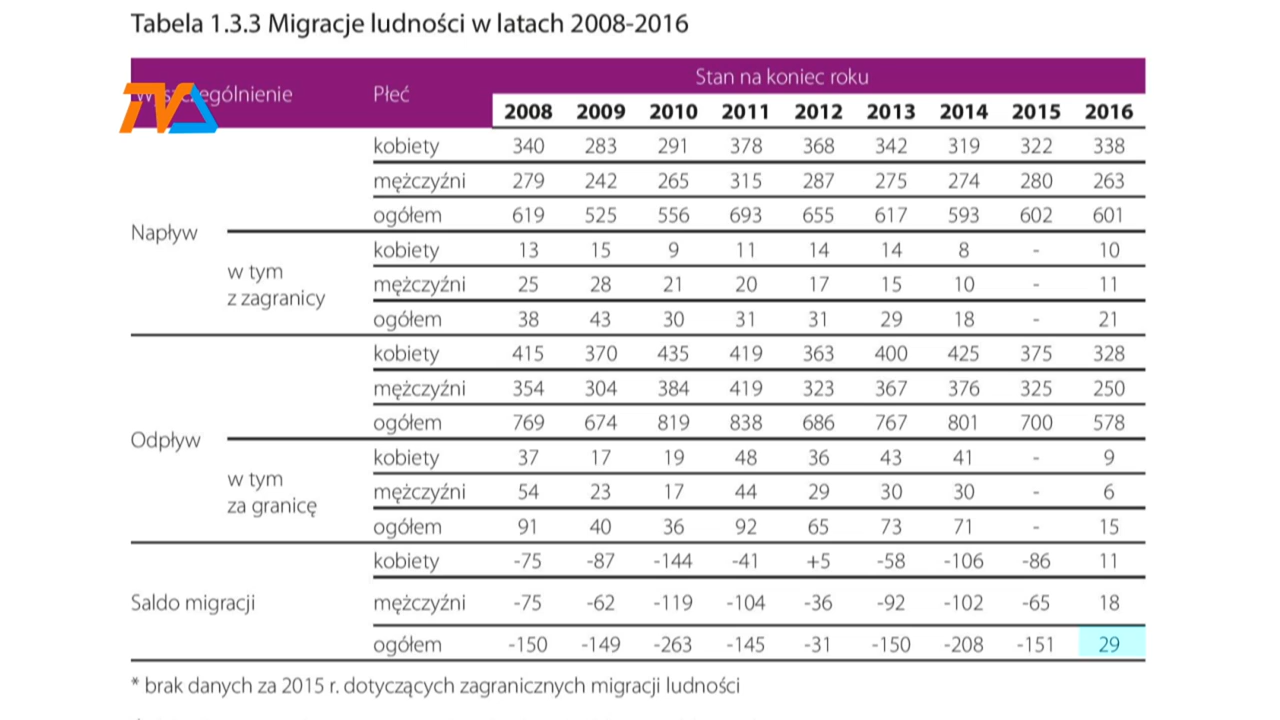 Tabela 1.3.3 Migracje ludności w latach 2008-2016
Wyszczególnienie Płeć Stan na koniec roku
2008 2009 2010 2011 2012 2013 2014 2015 2016
TVA
Napływ
kobiety 340 283 291 378 368 342 319 322 338
mężczyźni 279 242 265 315 287 275 274 280 263
ogółem 619 525 556 693 655 617 593 602 601
w tym
z zagranicy
kobiety 13 15 9 11 14 14 8 - 10
mężczyźni 25 28 21 20 17 15 10 - 11
ogółem 38 43 30 31 31 29 18 - 21
Odpływ
kobiety 415 370 435 419 363 400 425 375 328
mężczyźni 354 304 384 419 323 367 376 325 250
ogółem 769 674 819 838 686 767 801 700 578
w tym
za granicę
kobiety 37 17 19 48 36 43 41 - 9
mężczyźni 54 23 17 44 29 30 30 - 6
ogółem 91 40 36 92 65 73 71 - 15
Saldo migracji
kobiety -75 -87 -144 -41 +5 -58 -106 -86 11
mężczyźni -75 -62 -119 -104 -36 -92 -102 -65 18
ogółem -150 -149 -263 -145 -31 -150 -208 -151 29
* brak danych za 2015 r. dotyczących zagranicznych migracji ludności